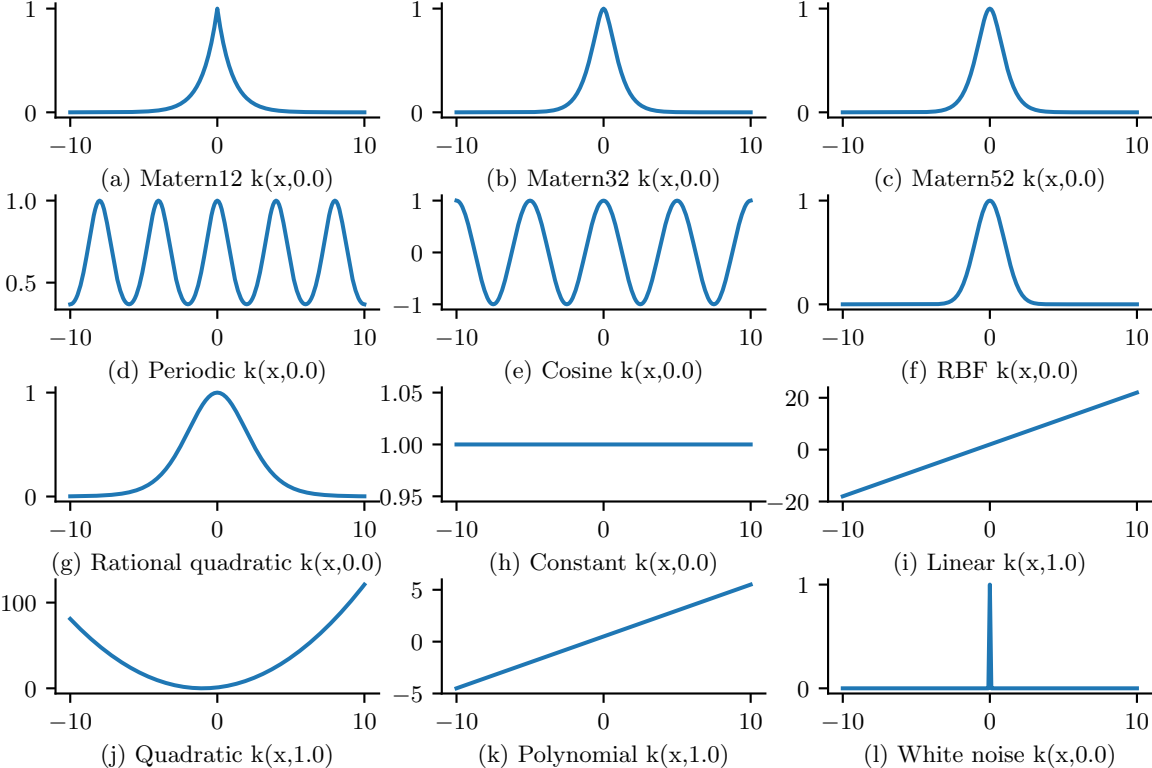 1 1 1
0 0 0
−10 0 10 −10 0 10 −10 0 10
(a) Matern12 k(x,0.0) (b) Matern32 k(x,0.0) (c) Matern52 k(x,0.0)
1.0 1 1
0
0.5
−1 0
−10 0 10 −10 0 10 −10 0 10
(d) Periodic k(x,0.0) (e) Cosine k(x,0.0) (f) RBF k(x,0.0)
1 1.05 20
1.00 0
0 0.95 −20
−10 0 10 −10 0 10 −10 0 10
(g) Rational quadratic k(x,0.0) (h) Constant k(x,0.0) (i) Linear k(x,1.0)
100 5 1
0
0 −5 0
−10 0 10 −10 0 10 −10 0 10
(j) Quadratic k(x,1.0) (k) Polynomial k(x,1.0) (l) White noise k(x,0.0)